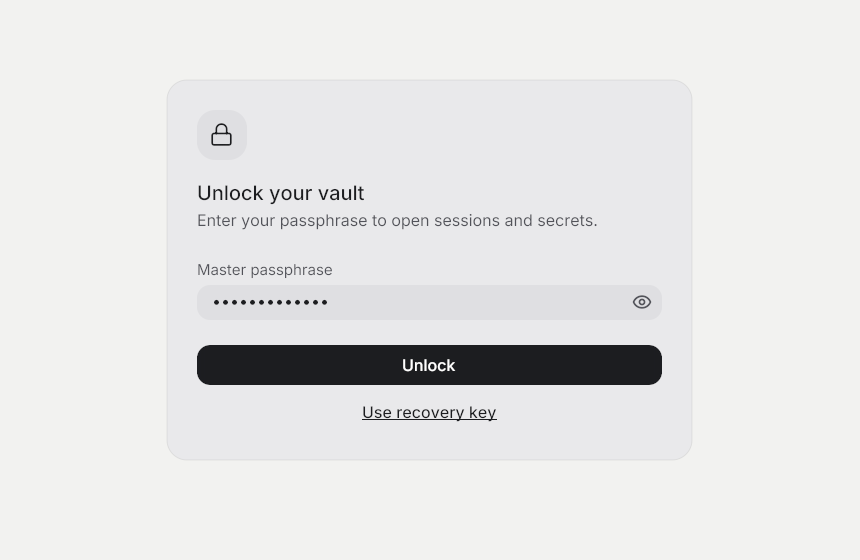 Unlock your vault
Enter your passphrase to open sessions and secrets.
Master passphrase
•••••••••••••
Unlock
Use recovery key